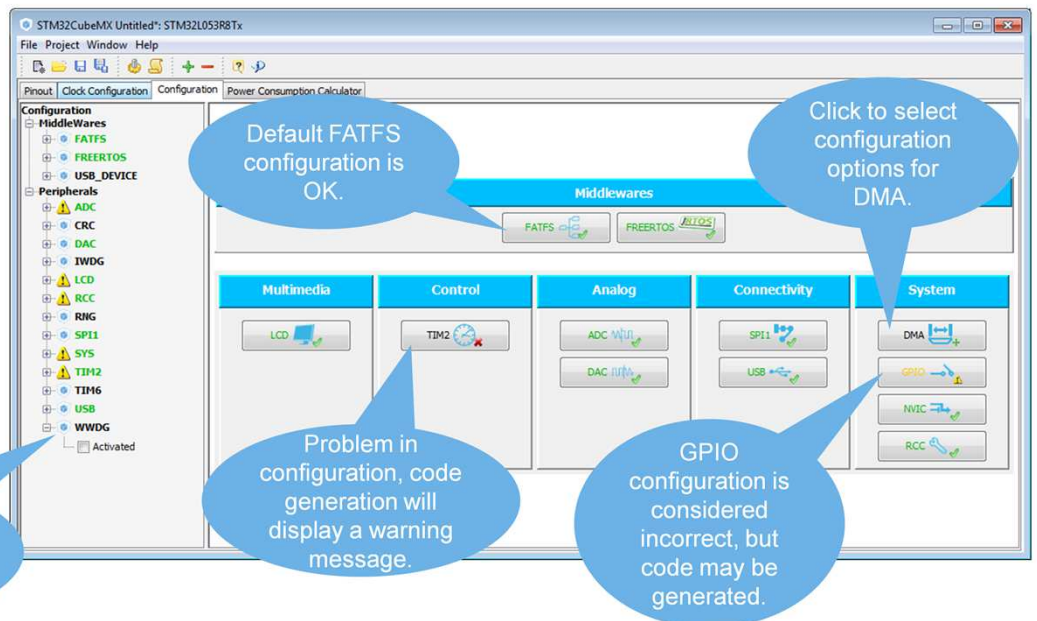 STM32CubeMX Untitled*: STM32L053R8Tx
File Project Window Help
Pinout Clock Configuration Configuration Power Consumption Calculator
Configuration
MiddleWares
FATFS
FREERTOS
USB_DEVICE
Peripherals
ADC
CRC
DAC
IWDG
LCD
RCC
RNG
SPI1
SYS
TIM2
TIM6
USB
WWDG
Activated
Default FATFS
configuration is
OK.
Click to select
configuration
options for
DMA.
Middlewares
FATFS FREERTOS RTOS
Multimedia Control Analog Connectivity System
LCD TIM2 ADC SPI1 DMA
DAC USB GPIO
NVIC
RCC
Problem in
configuration, code
generation will
display a warning
message.
GPIO
configuration is
considered
incorrect, but
code may be
generated.